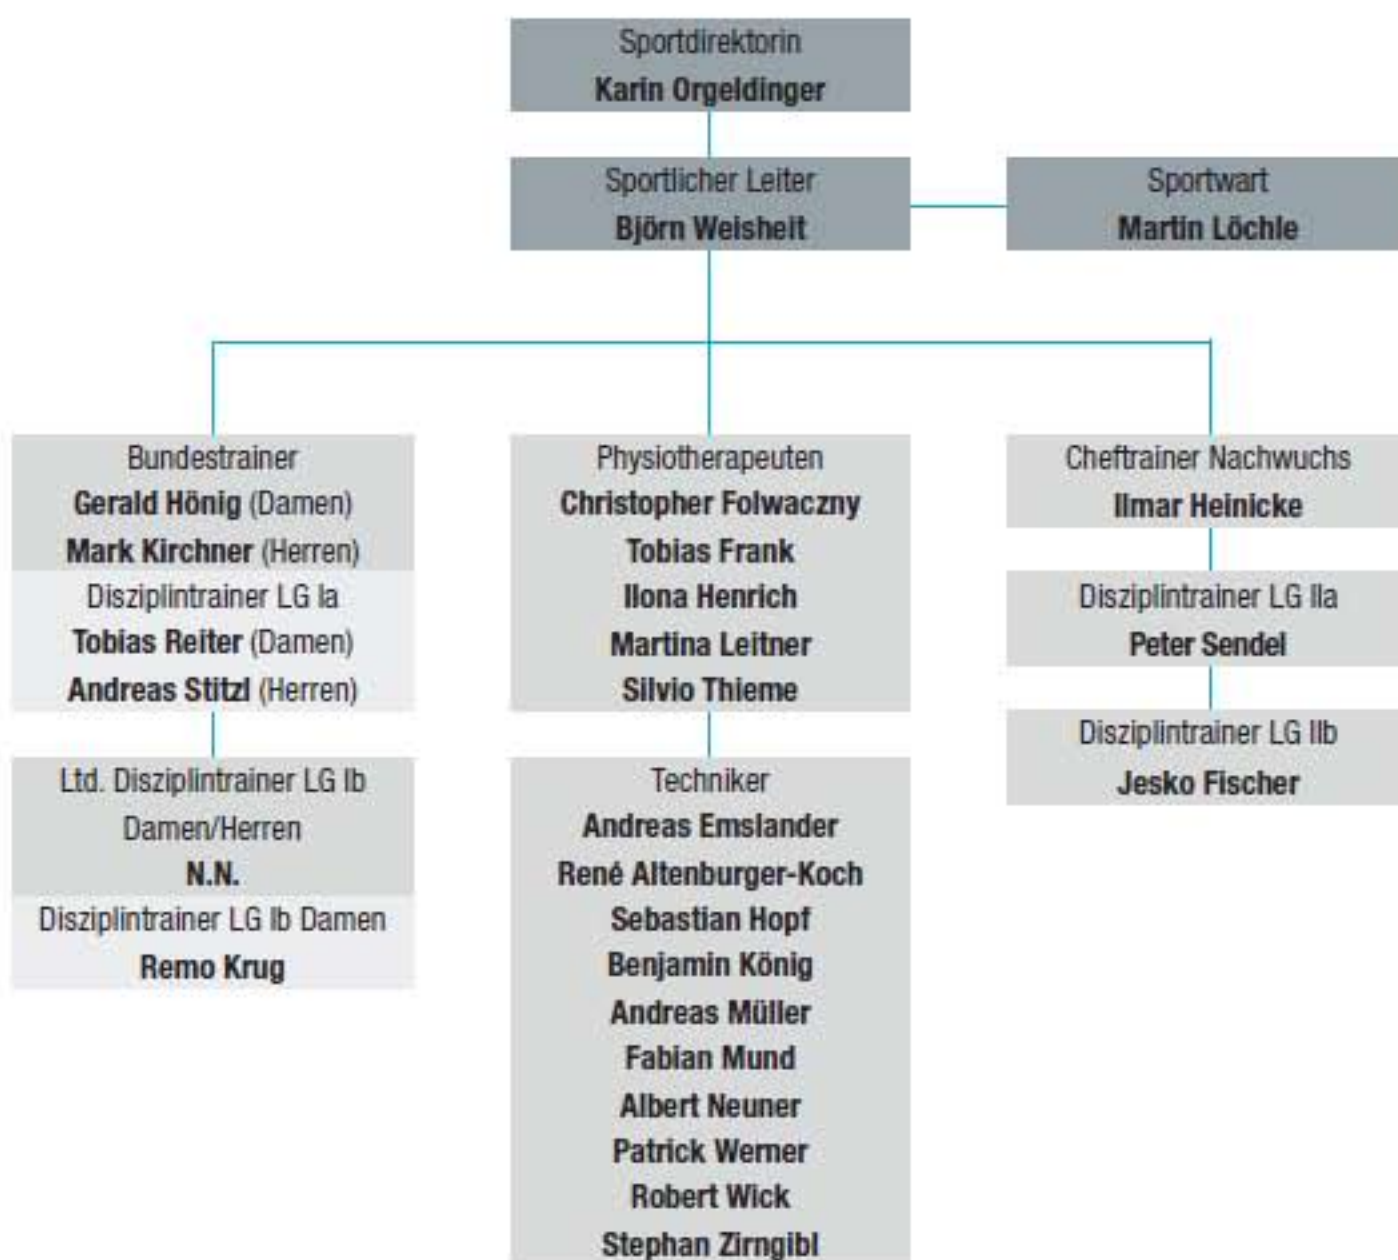 Sportdirektorin
Karin Orgeldinger
Sportlicher Leiter
Björn Weisheit
Sportwart
Martin Löchle
Bundestrainer
Gerald Hönig (Damen)
Mark Kirchner (Herren)
Disziplintrainer LG Ia
Tobias Reiter (Damen)
Andreas Stitzl (Herren)
Ltd. Disziplintrainer LG Ib
Damen/Herren
N.N.
Disziplintrainer LG Ib Damen
Remo Krug
Physiotherapeuten
Christopher Folwaczny
Tobias Frank
Ilona Henrich
Martina Leitner
Silvio Thieme
Techniker
Andreas Emslander
René Altenburger-Koch
Sebastian Hopf
Benjamin König
Andreas Müller
Fabian Mund
Albert Neuner
Patrick Werner
Robert Wick
Stephan Zirngibl
Cheftrainer Nachwuchs
Ilmar Heinicke
Disziplintrainer LG IIa
Peter Sendel
Disziplintrainer LG IIb
Jesko Fischer